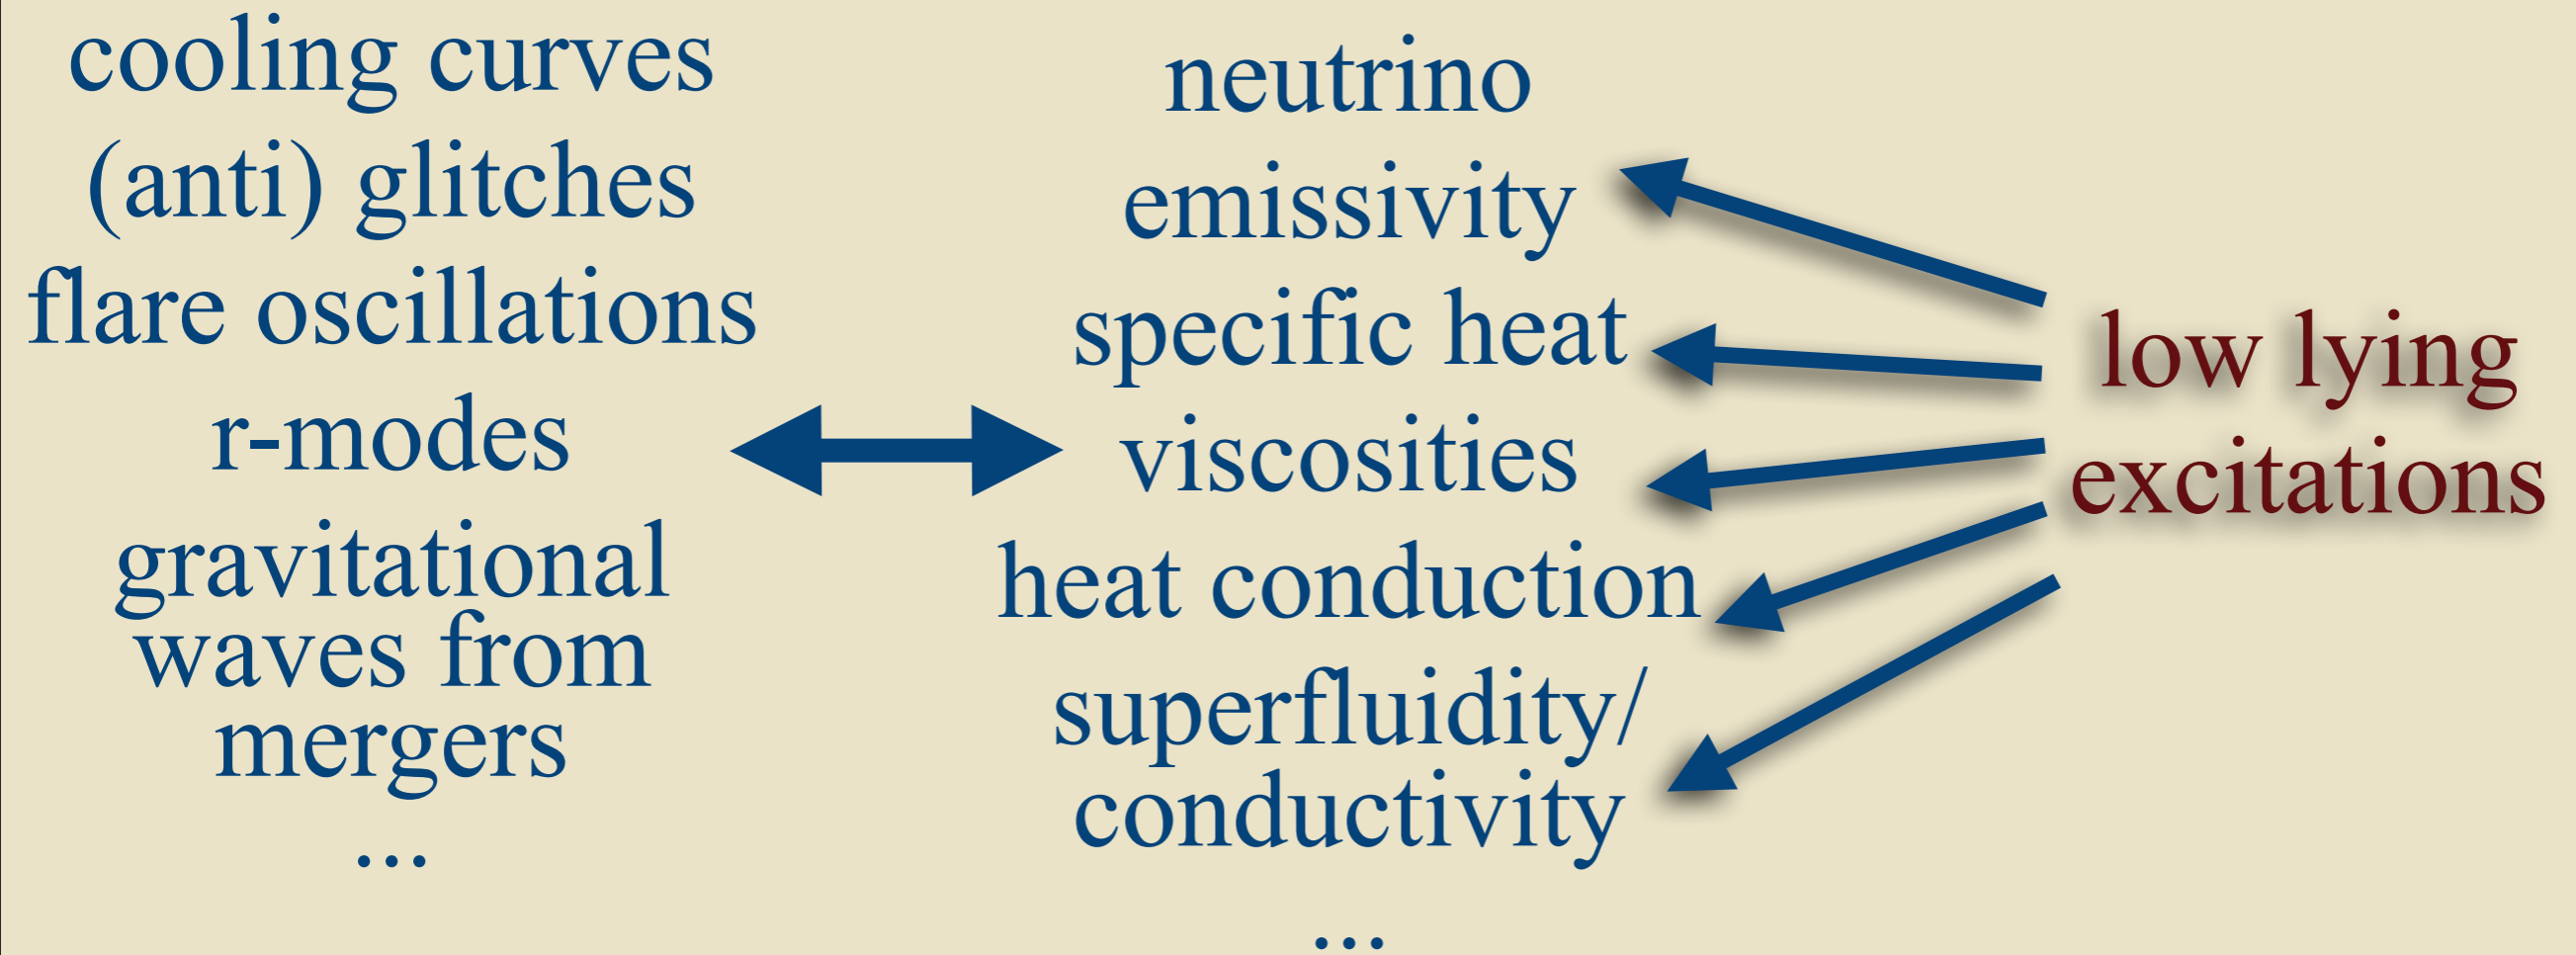 cooling curves
(anti) glitches
flare oscillations
r-modes
gravitational
waves from
mergers
...
neutrino
emissivity
specific heat
viscosities
heat conduction
superfluidity/
conductivity
...
low lying
excitations